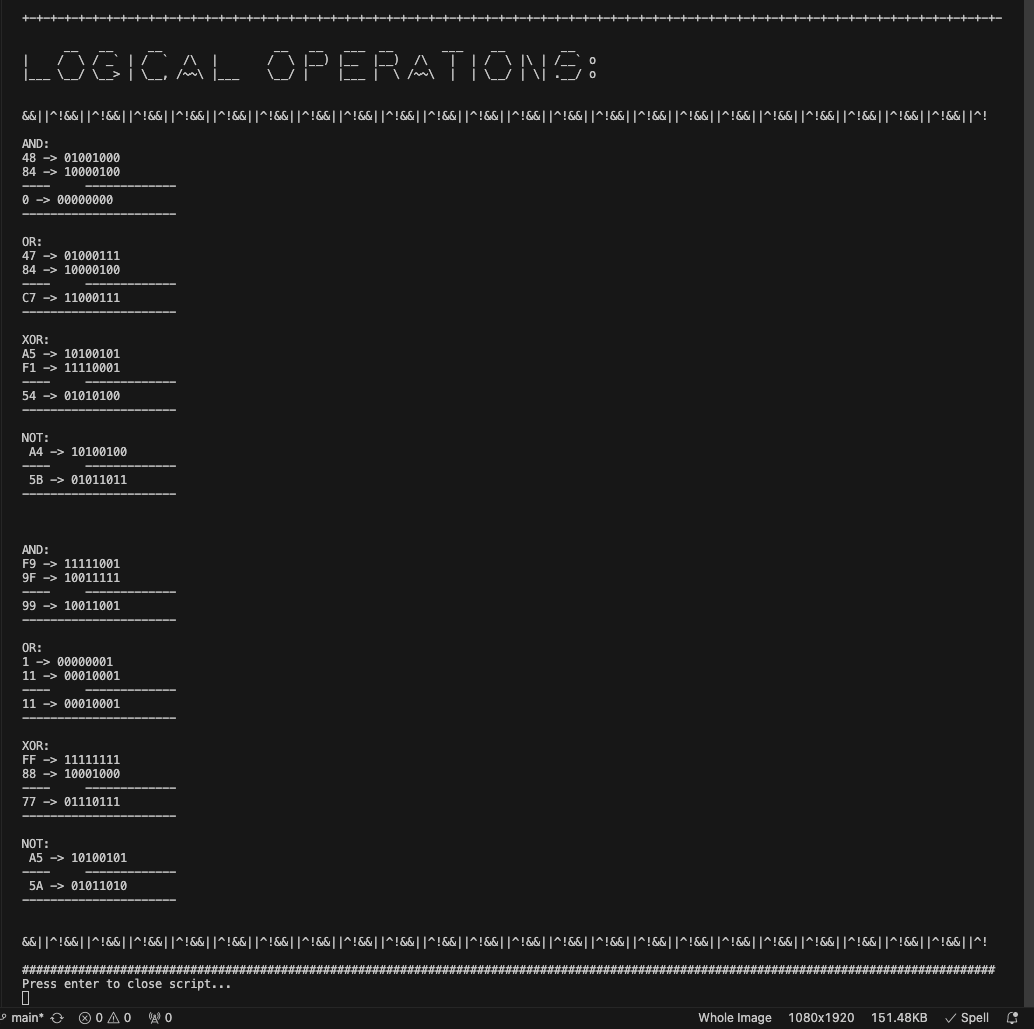 +-+-+-+-+-+-+-+-+-+-+-+-+-+-+-+-+-+-+-+-+-+-+-+-+-+-+-+-+-+-+-+-+-+-+-+-+-+-+-+-+-+-+-+-+-+-+-+-+-+-+-+-+-+-+-+-+-+-+-+-+-+-+-+-+-+-+-+-+-+-
LOGICAL OPERATIONS:
&&||^!&&||^!&&||^!&&||^!&&||^!&&||^!&&||^!&&||^!&&||^!&&||^!&&||^!&&||^!&&||^!&&||^!&&||^!&&||^!&&||^!&&||^!&&||^!&&||^!&&||^!&&||^!&&||^!
AND:
48 -> 01001000
84 -> 10000100
----     -------------
0 -> 00000000
----------------------
OR:
47 -> 01000111
84 -> 10000100
----     -------------
C7 -> 11000111
----------------------
XOR:
A5 -> 10100101
F1 -> 11110001
----     -------------
54 -> 01010100
----------------------
NOT:
A4 -> 10100100
----     -------------
5B -> 01011011
----------------------
AND:
F9 -> 11111001
9F -> 10011111
----     -------------
99 -> 10011001
----------------------
OR:
1 -> 00000001
11 -> 00010001
----     -------------
11 -> 00010001
----------------------
XOR:
FF -> 11111111
88 -> 10001000
----     -------------
77 -> 01110111
----------------------
NOT:
A5 -> 10100101
----     -------------
5A -> 01011010
----------------------
&&||^!&&||^!&&||^!&&||^!&&||^!&&||^!&&||^!&&||^!&&||^!&&||^!&&||^!&&||^!&&||^!&&||^!&&||^!&&||^!&&||^!&&||^!&&||^!&&||^!&&||^!&&||^!&&||^!
###########################################################################################################################################
Press enter to close script...
main* 0 0 0 Whole Image 1080x1920 151.48KB Spell